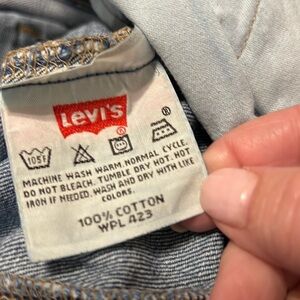 LEVI'S
®
105F
MACHINE WASH WARM, NORMAL CYCLE.
DO NOT BLEACH. TUMBLE DRY HOT. HOT
IRON IF NEEDED. WASH AND DRY WITH LIKE
COLORS.
100% COTTON
WPL 423